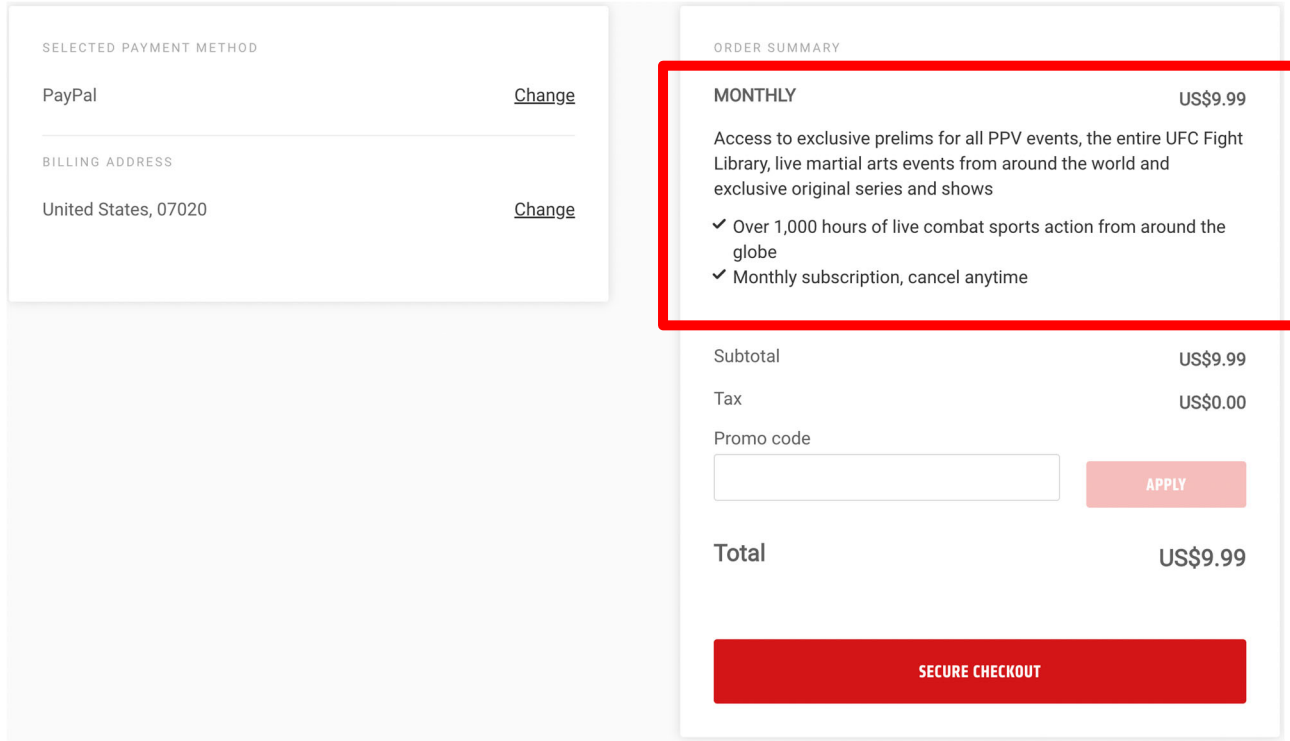 SELECTED PAYMENT METHOD
PayPal
Change
BILLING ADDRESS
United States, 07020
Change
ORDER SUMMARY
MONTHLY
US$9.99
Access to exclusive prelims for all PPV events, the entire UFC Fight
Library, live martial arts events from around the world and
exclusive original series and shows
Over 1,000 hours of live combat sports action from around the
globe
Monthly subscription, cancel anytime
Subtotal
US$9.99
Tax
US$0.00
Promo code
APPLY
Total
US$9.99
SECURE CHECKOUT